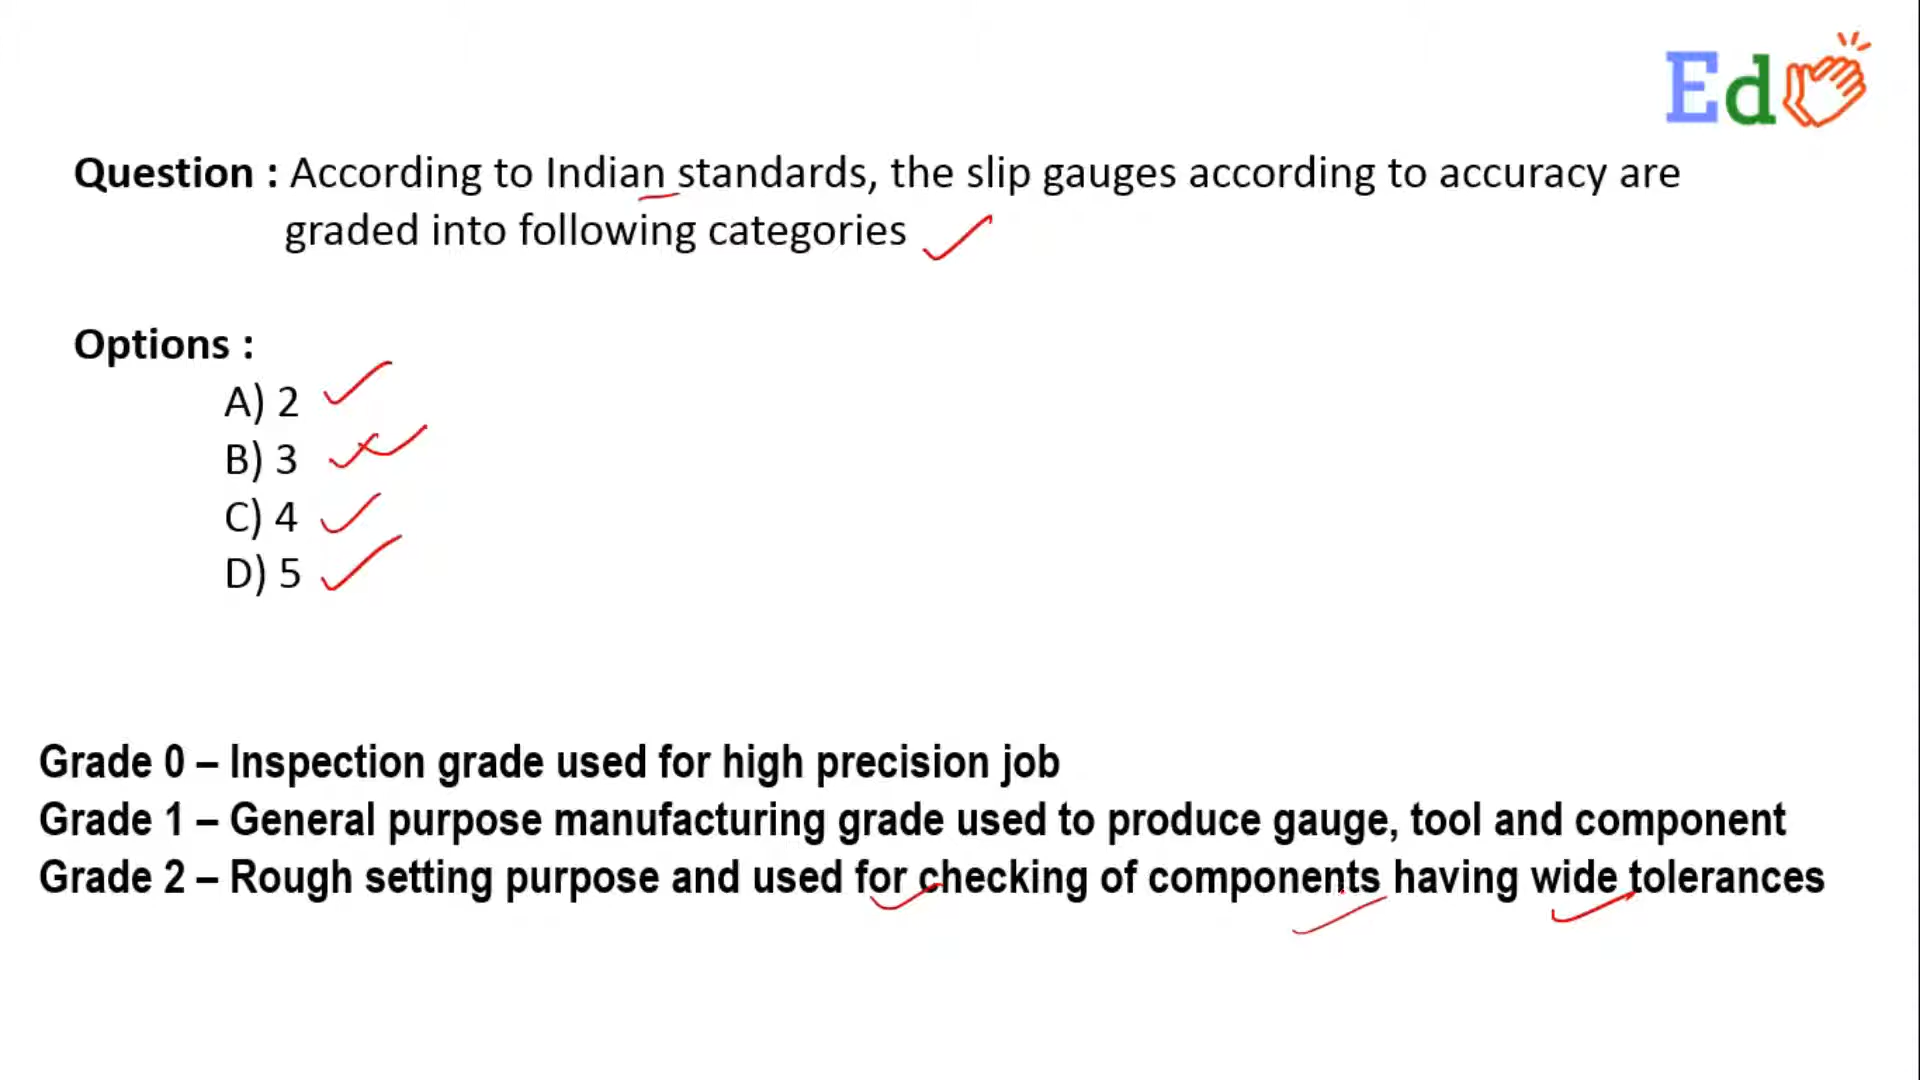 Ed
Question : According to Indian standards, the slip gauges according to accuracy are
graded into following categories
Options :
A) 2
B) 3
C) 4
D) 5
Grade 0 – Inspection grade used for high precision job
Grade 1 – General purpose manufacturing grade used to produce gauge, tool and component
Grade 2 – Rough setting purpose and used for checking of components having wide tolerances